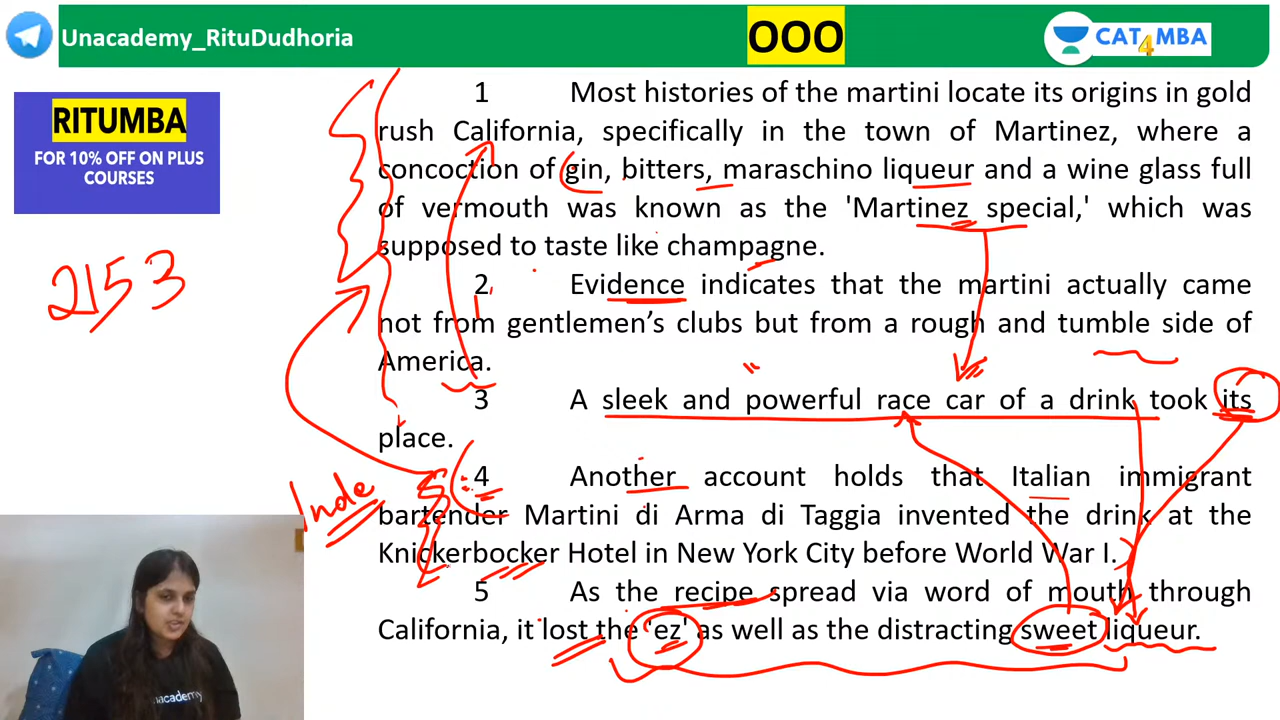 Unacademy_RituDudhoria
OOO
CAT4MBA
RITUMBA
FOR 10% OFF ON PLUS
COURSES
2153
1 Most histories of the martini locate its origins in gold
rush California, specifically in the town of Martinez, where a
concoction of gin, bitters, maraschino liqueur and a wine glass full
of vermouth was known as the 'Martinez special,' which was
supposed to taste like champagne.
2 Evidence indicates that the martini actually came
not from gentlemen’s clubs but from a rough and tumble side of
America.
3 A sleek and powerful race car of a drink took its
place.
Inde
4 Another account holds that Italian immigrant
bartender Martini di Arma di Taggia invented the drink at the
Knickerbocker Hotel in New York City before World War I.
5 As the recipe spread via word of mouth through
California, it lost the ‘ez’ as well as the distracting sweet liqueur.
unacademy